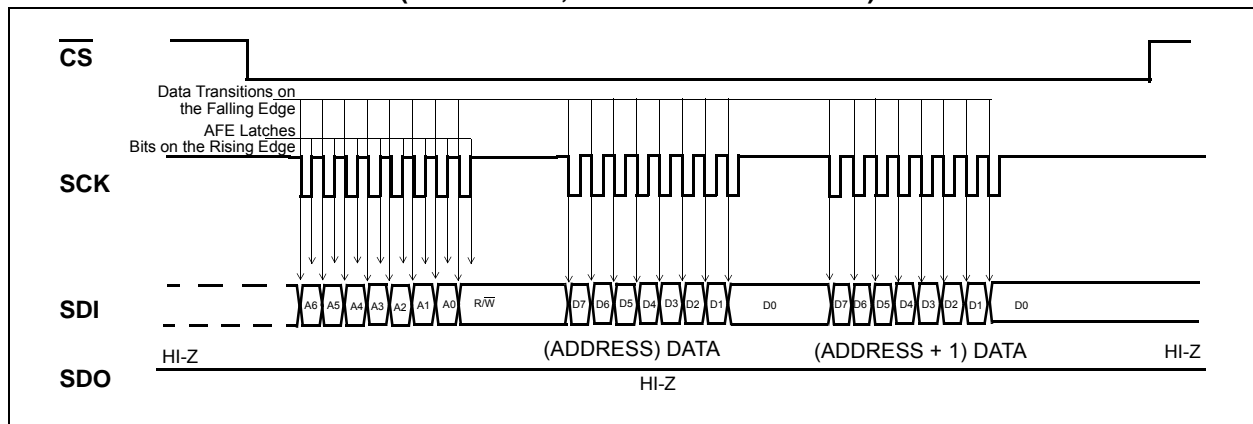 CS
Data Transitions on
the Falling Edge
AFE Latches
Bits on the Rising Edge
SCK
SDI
A6 A5 A4 A3 A2 A1 A0 R/W D7 D6 D5 D4 D3 D2 D1 D0 D7 D6 D5 D4 D3 D2 D1 D0
(ADDRESS) DATA (ADDRESS + 1) DATA
HI-Z HI-Z
SDO
HI-Z